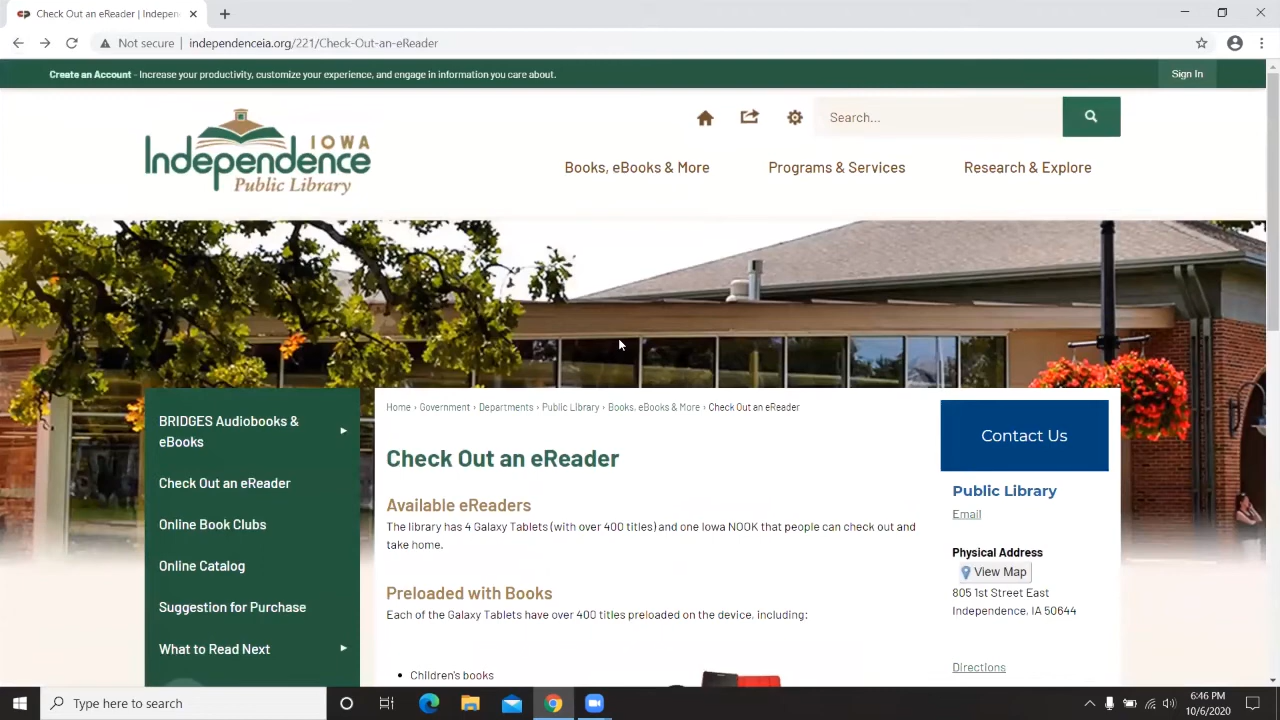 Check Out an eReader | Indepen
Not secure | independenceia.org/221/Check-Out-an-eReader
Create an Account - Increase your productivity, customize your experience, and engage in information you care about.
Sign In
IOWA
Independence
Public Library
Search...
Books, eBooks & More
Programs & Services
Research & Explore
BRIDGES Audiobooks &
eBooks
Check Out an eReader
Online Book Clubs
Online Catalog
Suggestion for Purchase
What to Read Next
Home › Government › Departments › Public Library › Books, eBooks & More › Check Out an eReader
Check Out an eReader
Available eReaders
The library has 4 Galaxy Tablets (with over 400 titles) and one Iowa NOOK that people can check out and
take home.
Preloaded with Books
Each of the Galaxy Tablets have over 400 titles preloaded on the device, including:
• Children's books
Contact Us
Public Library
Email
Physical Address
View Map
805 1st Street East
Independence, IA 50644
Directions
Type here to search
6:46 PM
10/6/2020